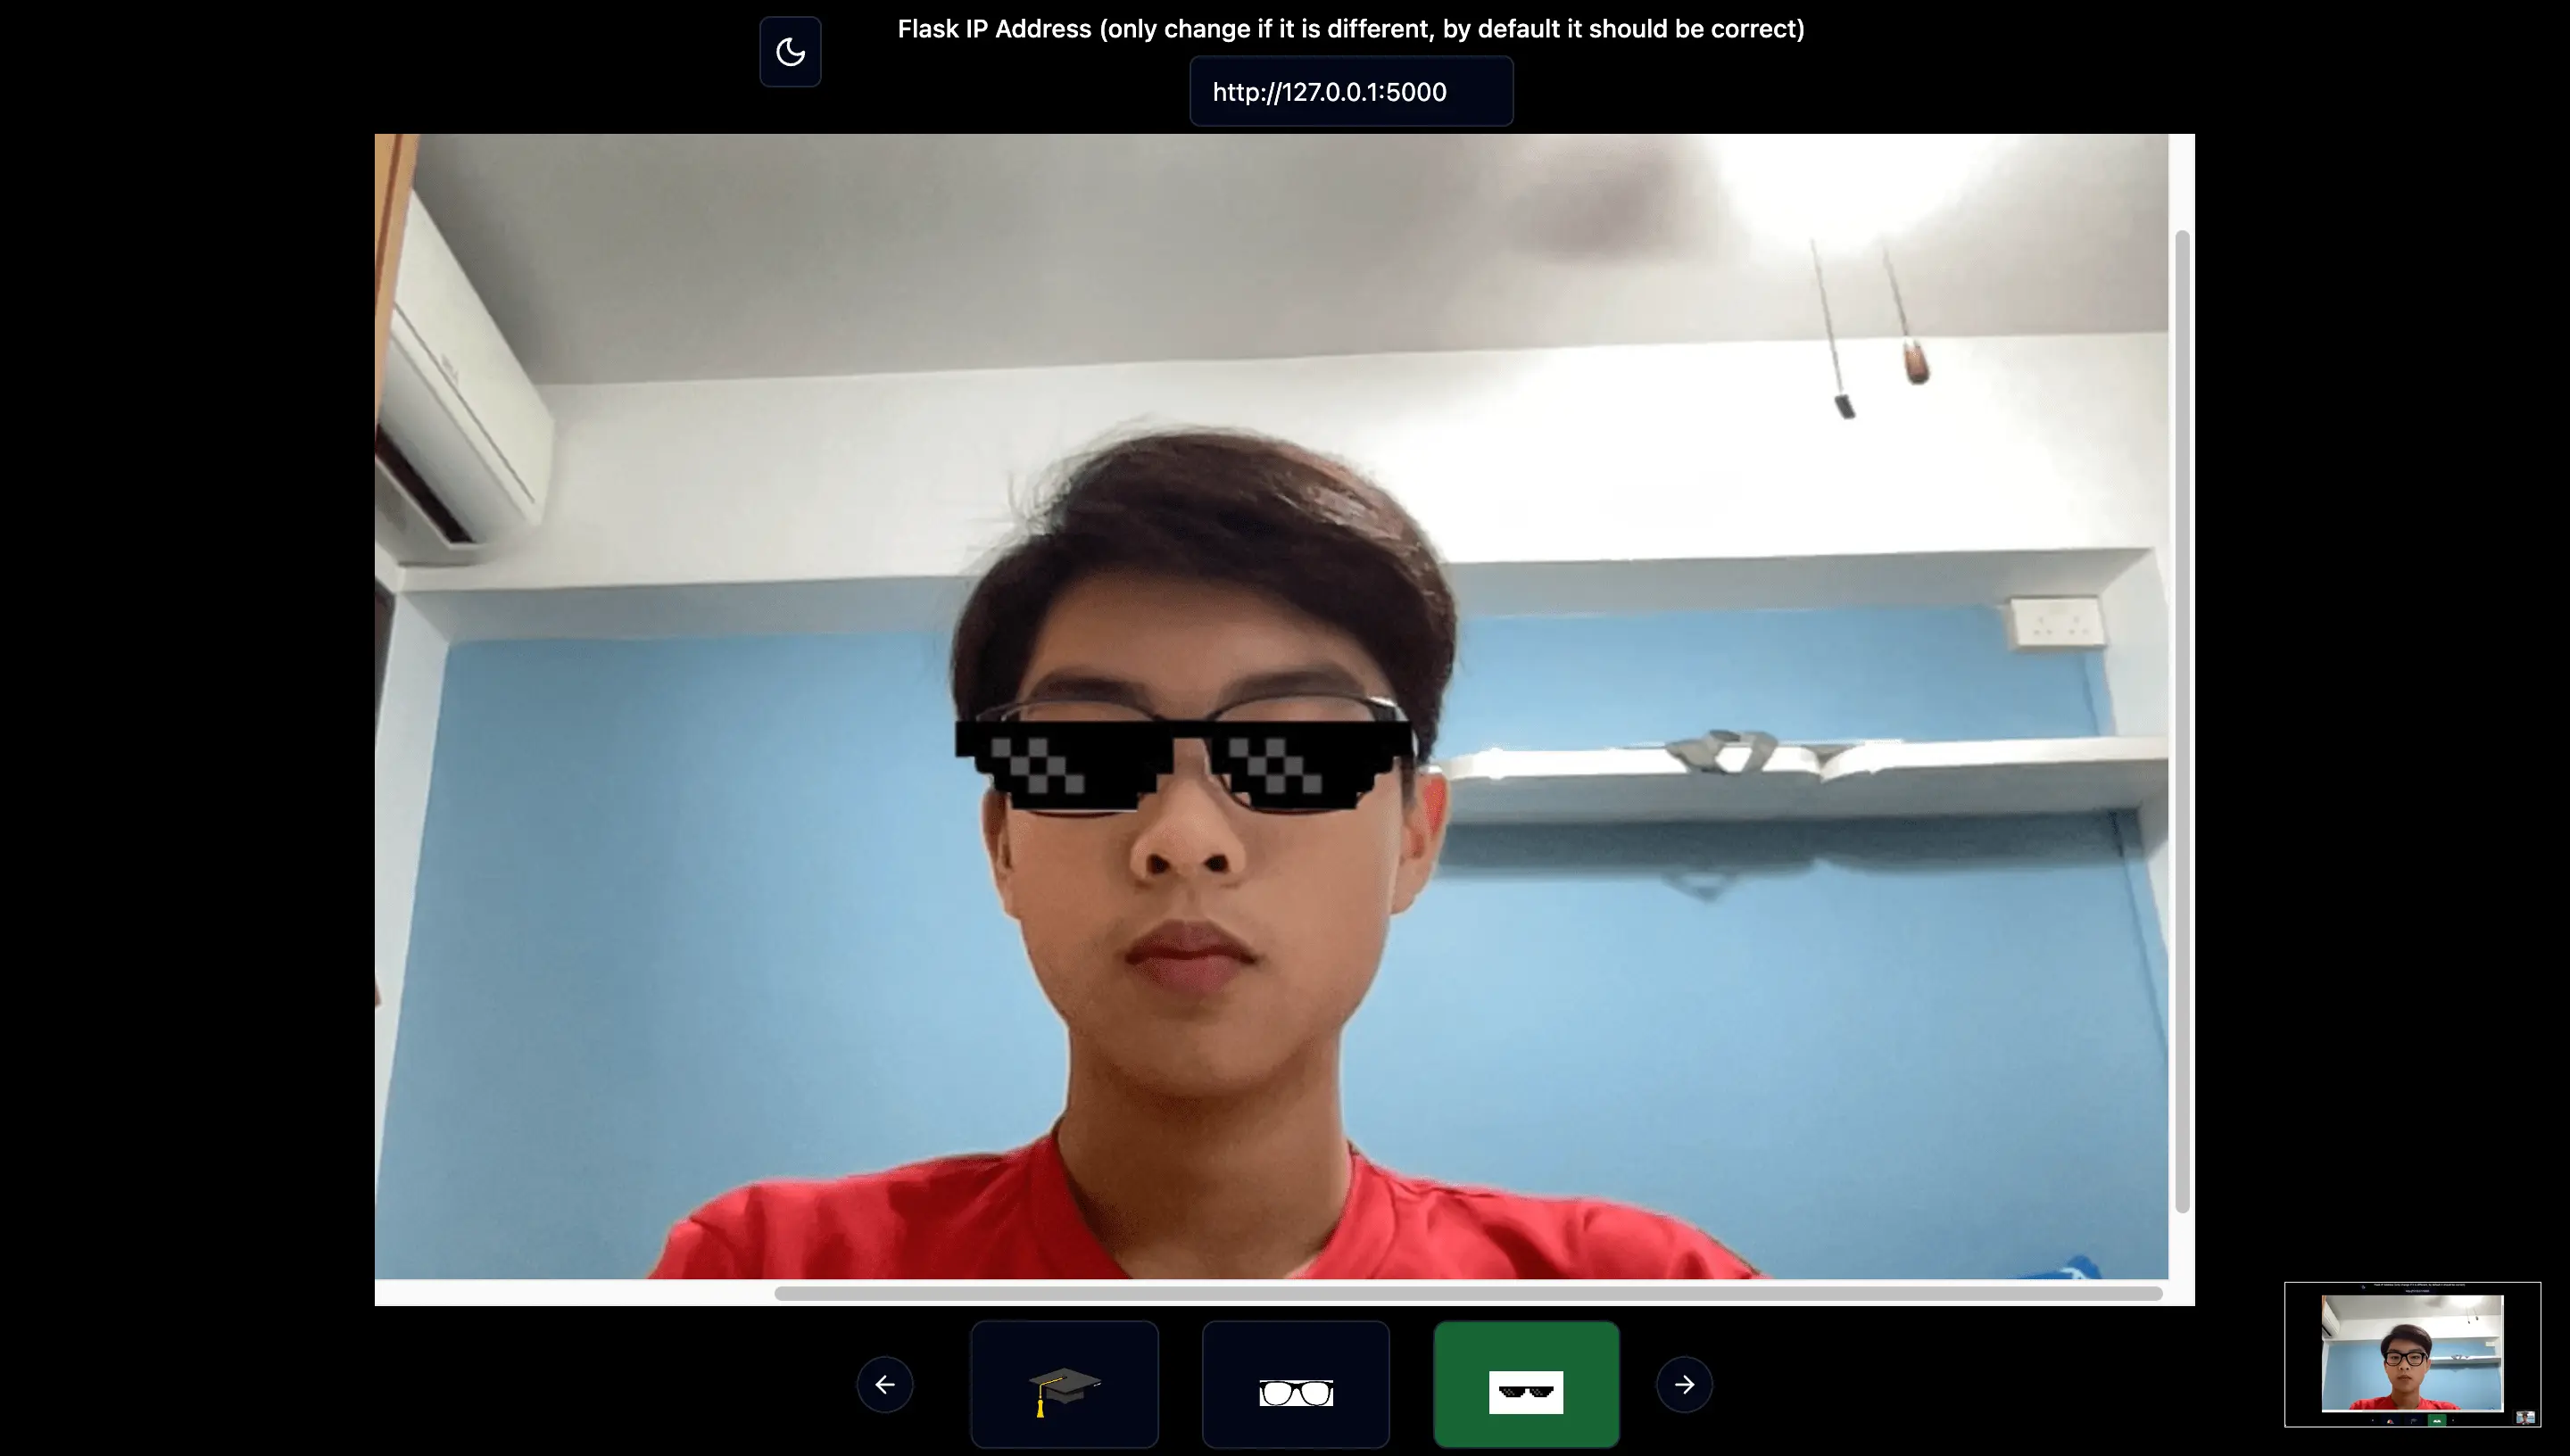 Flask IP Address (only change if it is different, by default it should be correct)
http://127.0.0.1:5000